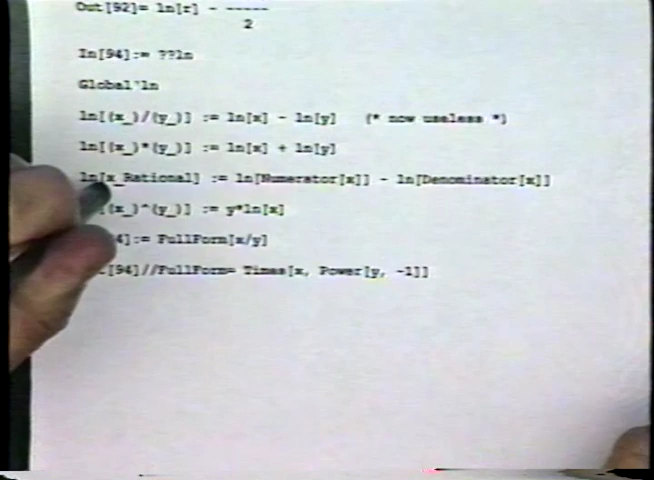 Out[92]= ln[r] - -----
2
In[94]:= ??ln
Global`ln
ln[(x_)/(y_)] := ln[x] - ln[y] (* now useless *)
ln[(x_)*(y_)] := ln[x] + ln[y]
ln[x_Rational] := ln[Numerator[x]] - ln[Denominator[x]]
[(x_)^(y_)] := y*ln[x]
4]:= FullForm[x/y]
[94]//FullForm= Times[x, Power[y, -1]]